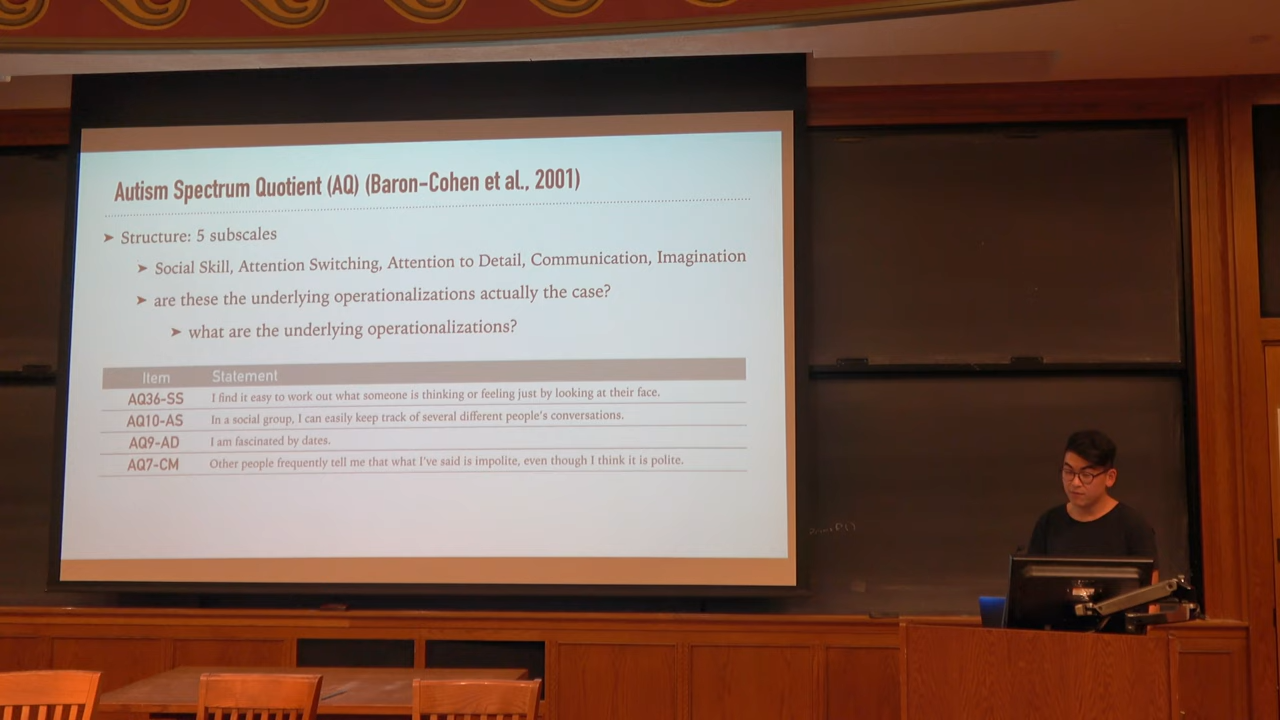 Autism Spectrum Quotient (AQ) (Baron-Cohen et al., 2001)
➤ Structure: 5 subscales
➤ Social Skill, Attention Switching, Attention to Detail, Communication, Imagination
➤ are these the underlying operationalizations actually the case?
➤ what are the underlying operationalizations?
Item Statement
AQ36-SS I find it easy to work out what someone is thinking or feeling just by looking at their face.
AQ10-AS In a social group, I can easily keep track of several different people's conversations.
AQ9-AD I am fascinated by dates.
AQ7-CM Other people frequently tell me that what I've said is impolite, even though I think it is polite.